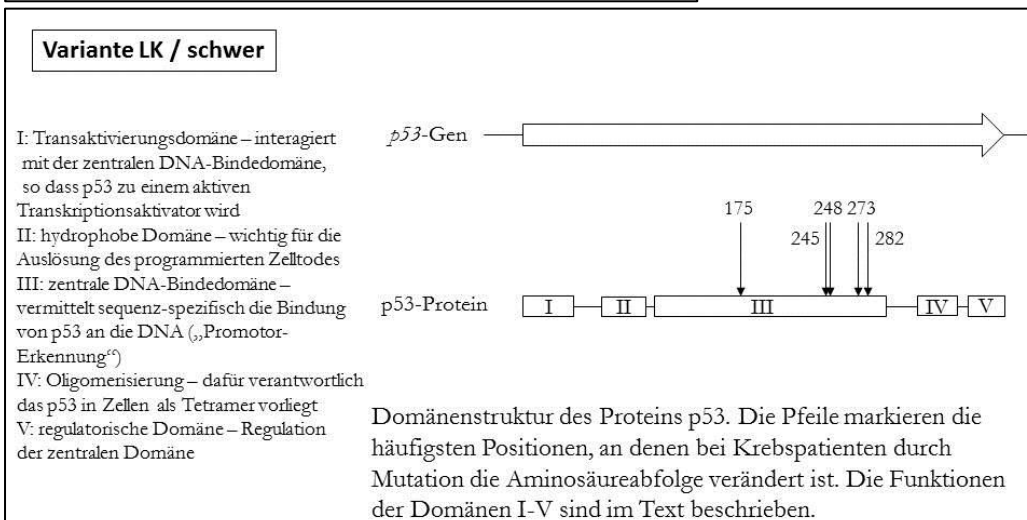 Variante LK / schwer
I: Transaktivierungsdomäne – interagiert
mit der zentralen DNA-Bindedomäne,
so dass p53 zu einem aktiven
Transkriptionsaktivator wird
II: hydrophobe Domäne – wichtig für die
Auslösung des programmierten Zelltodes
III: zentrale DNA-Bindedomäne –
vermittelt sequenz-spezifisch die Bindung
von p53 an die DNA („Promotor-
Erkennung“)
IV: Oligomerisierung – dafür verantwortlich
das p53 in Zellen als Tetramer vorliegt
V: regulatorische Domäne – Regulation
der zentralen Domäne
p53-Gen
175 248 273
245 282
p53-Protein I II III IV V
Domänenstruktur des Proteins p53. Die Pfeile markieren die
häufigsten Positionen, an denen bei Krebspatienten durch
Mutation die Aminosäureabfolge verändert ist. Die Funktionen
der Domänen I-V sind im Text beschrieben.